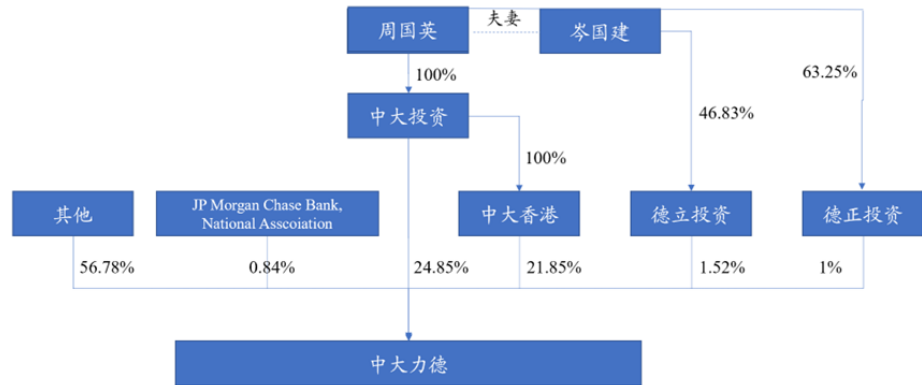 夫妻
周国英
岑国建
100%
63.25%
中大投资
46.83%
100%
其他
JP Morgan Chase Bank,
National Asscoiation
中大香港
德立投资
德正投资
56.78%
0.84%
24.85%
21.85%
1.52%
1%
中大力德